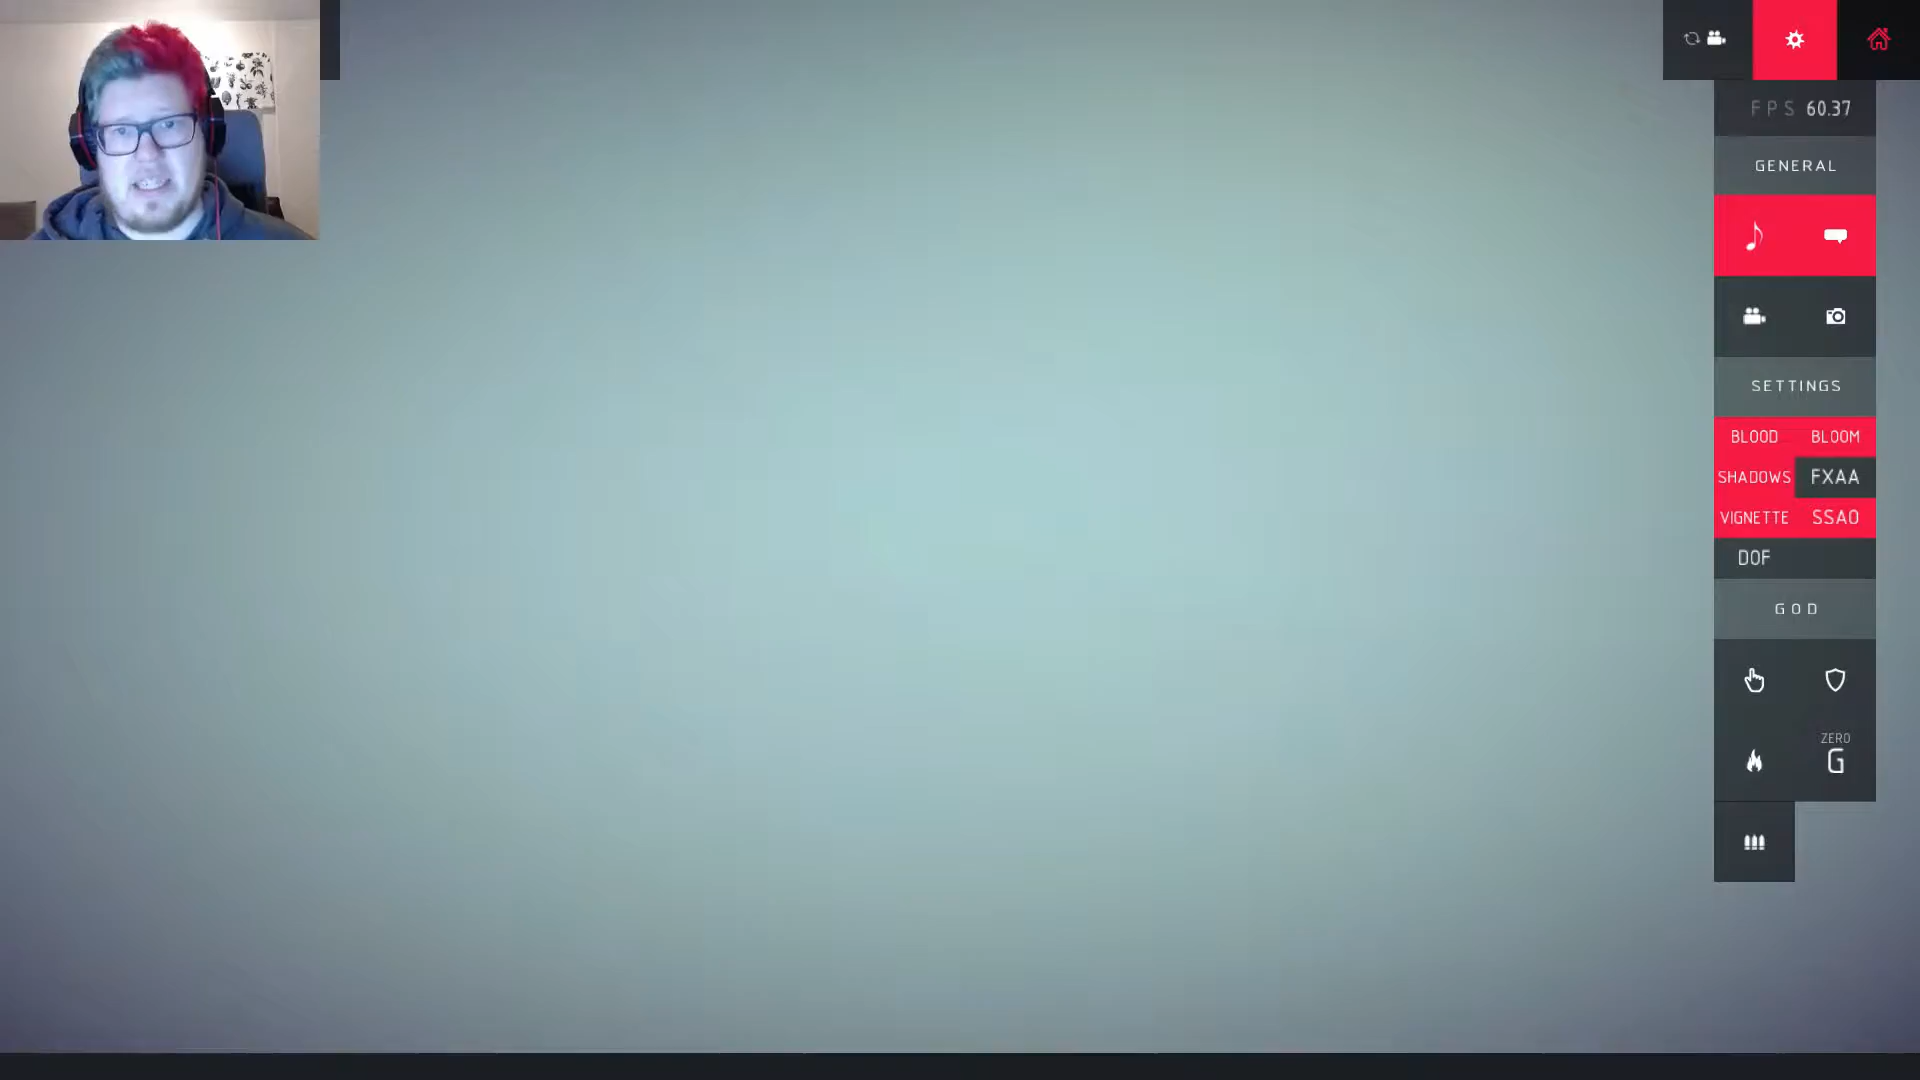 FPS 60.37
GENERAL
SETTINGS
BLOOD BLOOM
SHADOWS FXAA
VIGNETTE SSAO
DOF
GOD
ZERO
G